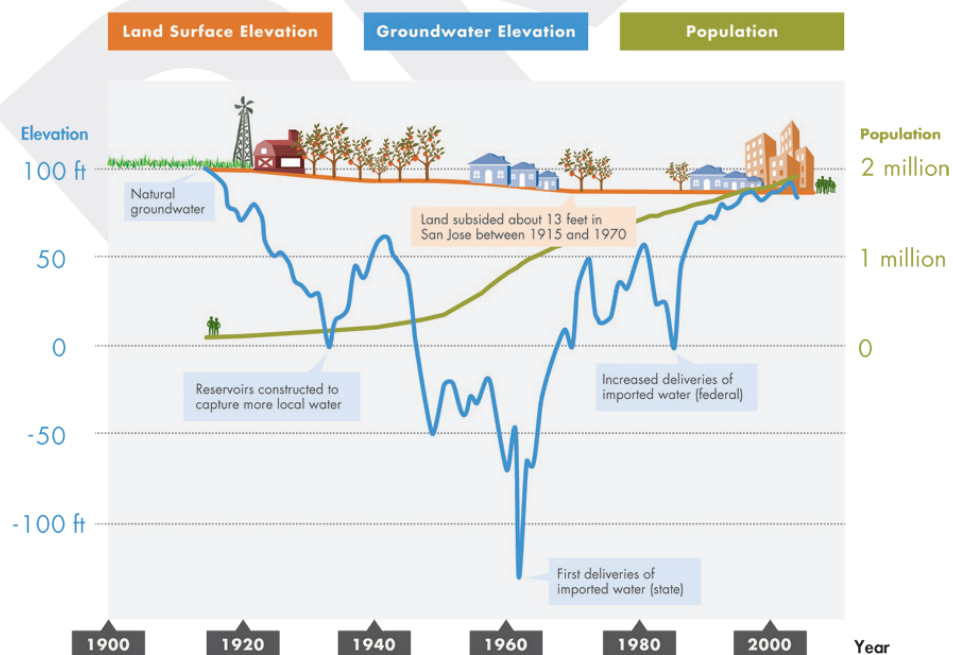 Land Surface Elevation
Groundwater Elevation
Population
Elevation
Population
100 ft
2 million
Natural
groundwater
Land subsided about 13 feet in
San Jose between 1915 and 1970
50
1 million
0
0
Reservoirs constructed to
capture more local water
Increased deliveries of
imported water (federal)
-50
-100 ft
First deliveries of
imported water (state)
1900
1920
1940
1960
1980
2000
Year